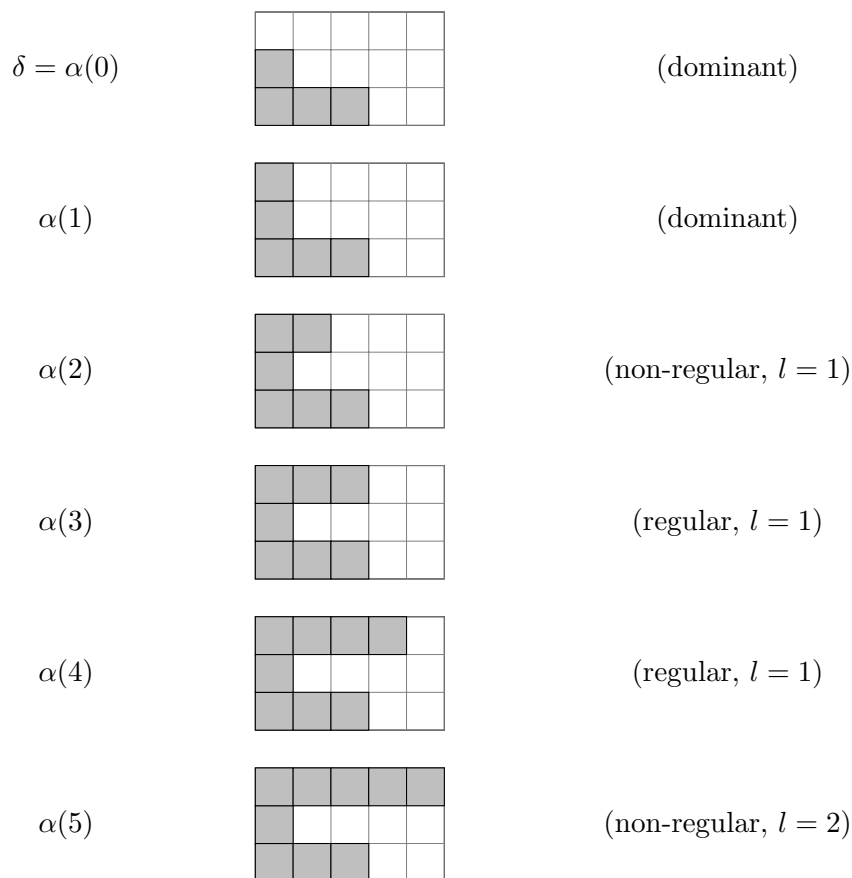 δ = α(0) (dominant)
α(1) (dominant)
α(2) (non-regular, l = 1)
α(3) (regular, l = 1)
α(4) (regular, l = 1)
α(5) (non-regular, l = 2)